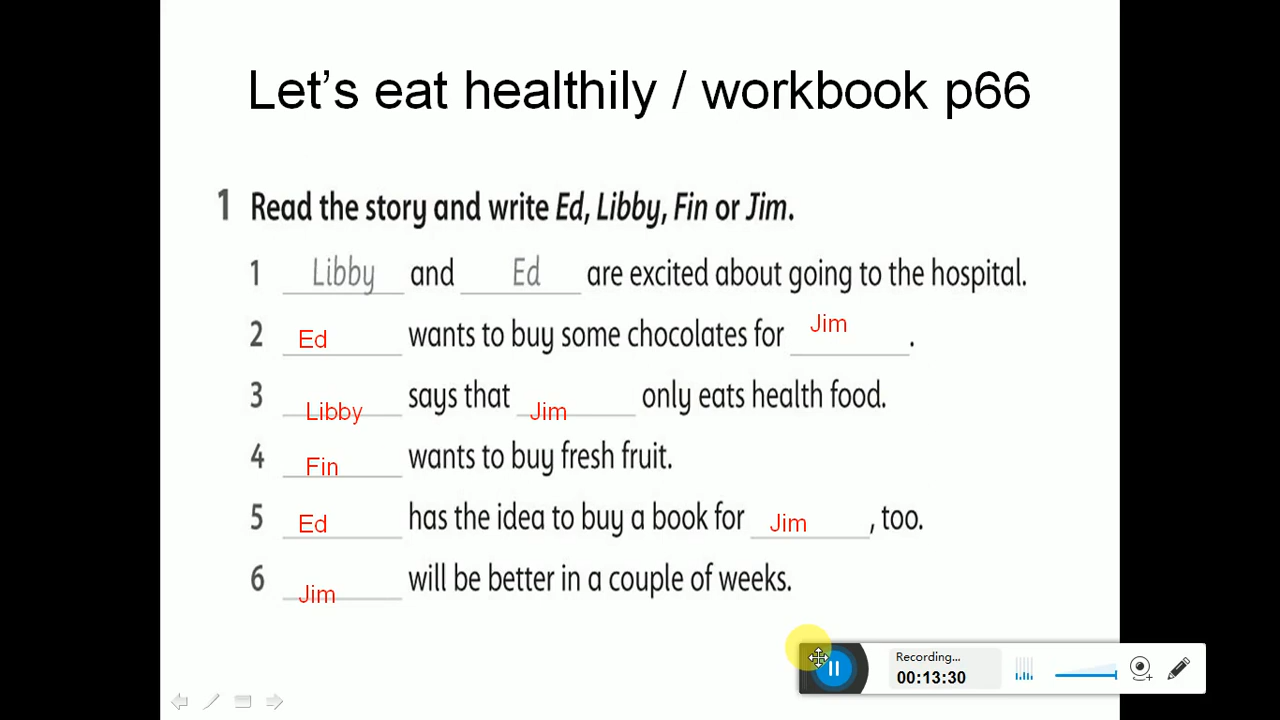 Let's eat healthily / workbook p66
1 Read the story and write Ed, Libby, Fin or Jim.
1 Libby and Ed are excited about going to the hospital.
2 Ed wants to buy some chocolates for Jim.
3 Libby says that Jim only eats health food.
4 Fin wants to buy fresh fruit.
5 Ed has the idea to buy a book for Jim, too.
6 Jim will be better in a couple of weeks.
Recording...
00:13:30